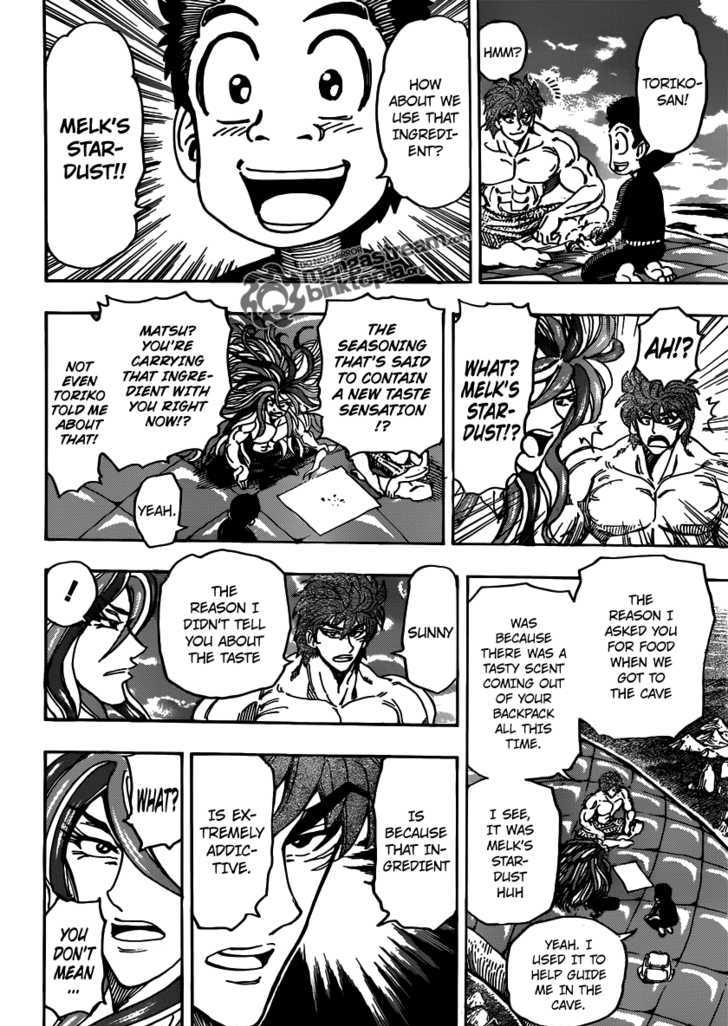 TORIKO-
SAN!
HMM?
HOW
ABOUT WE
USE THAT
INGREDI-
ENT?
MELK'S
STAR-
DUST!!
mangastream.com
binktopia
AH!?
WHAT?
MELK'S
STAR-
DUST!?
THE
SEASONING
THAT'S SAID
TO CONTAIN
A NEW TASTE
SENSATION
!?
MATSU?
YOU'RE
CARRYING
THAT INGRE-
DIENT WITH
YOU RIGHT
NOW!?
NOT
EVEN
TORIKO
TOLD ME
ABOUT
THAT!
YEAH.
THE
REASON I
ASKED YOU
FOR FOOD
WHEN WE
GOT TO
THE CAVE
WAS
BECAUSE
THERE WAS A
TASTY SCENT
COMING OUT
OF YOUR
BACKPACK
ALL THIS
TIME.
I SEE,
IT WAS
MELK'S
STAR-
DUST
HUH
YEAH. I
USED IT TO
HELP GUIDE
ME IN THE
CAVE.
SUNNY
THE
REASON I
DIDN'T TELL
YOU ABOUT
THE TASTE
!
IS
BECAUSE
THAT IN-
GREDIENT
IS EX-
TREMELY
ADDIC-
TIVE.
WHAT?
YOU
DON'T
MEAN
...